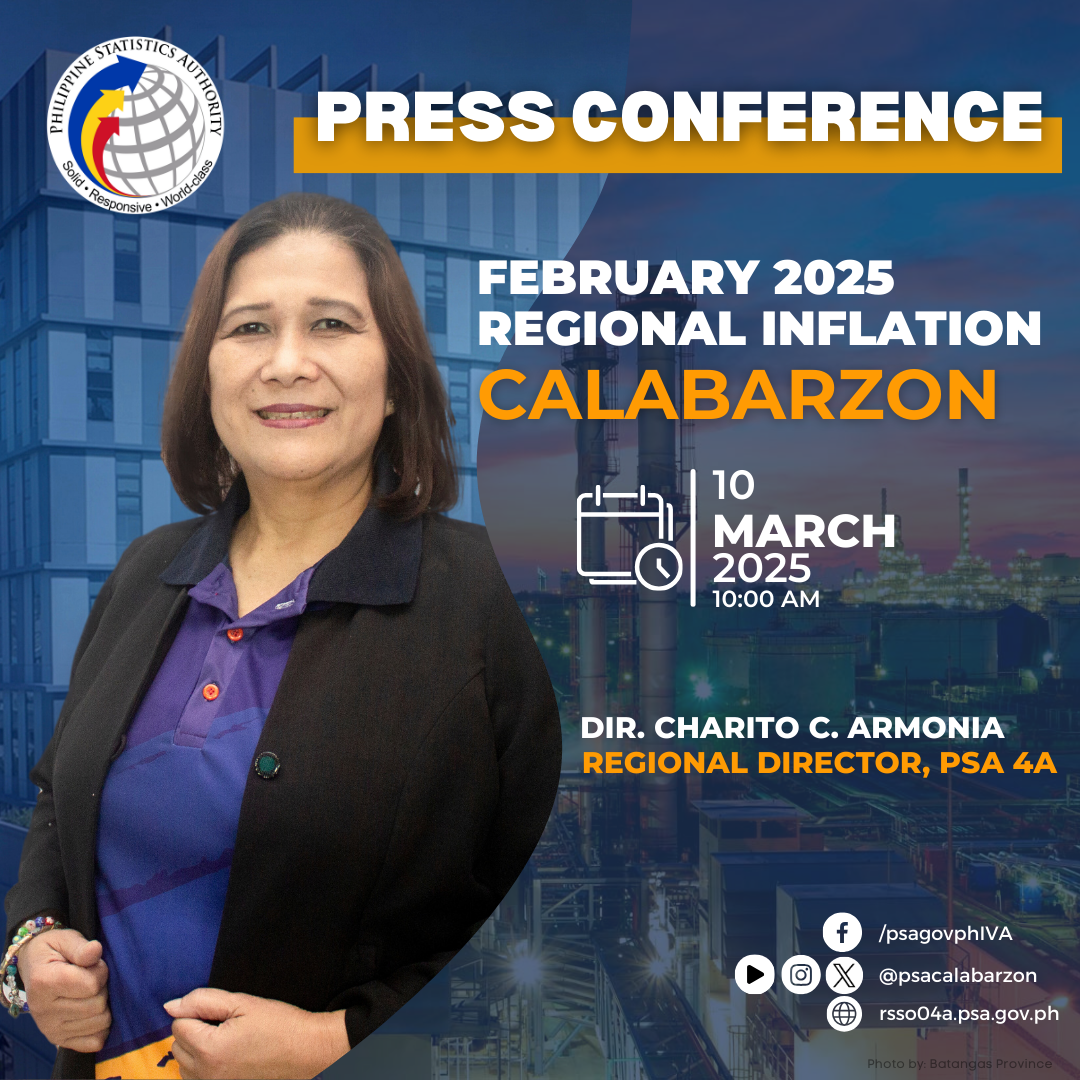 PHILIPPINE STATISTICS AUTHORITY
Solid • Responsive • World-class
PRESS CONFERENCE
FEBRUARY 2025
REGIONAL INFLATION
CALABARZON
10
MARCH
2025
10:00 AM
DIR. CHARITO C. ARMONIA
REGIONAL DIRECTOR, PSA 4A
/psagovphIVA
@psacalabarzon
rsso04a.psa.gov.ph
Photo by: Batangas Province